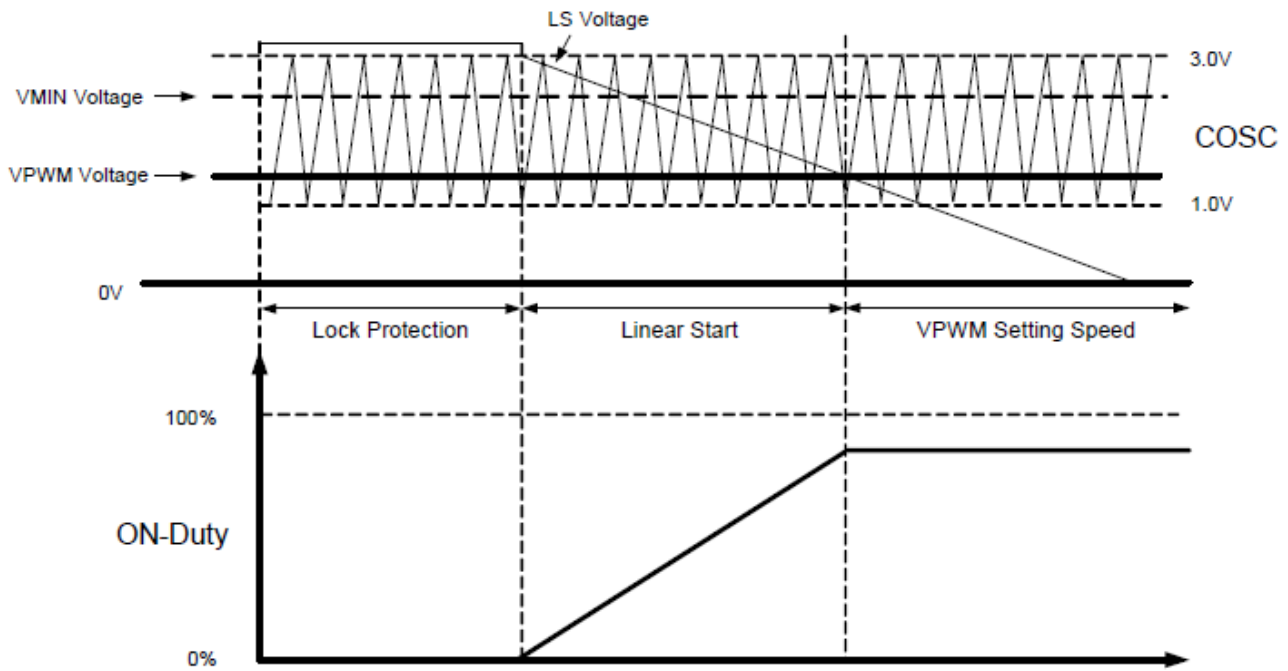 LS Voltage
3.0V
VMIN Voltage
COSC
VPWM Voltage
1.0V
0V
Lock Protection
Linear Start
VPWM Setting Speed
100%
ON-Duty
0%